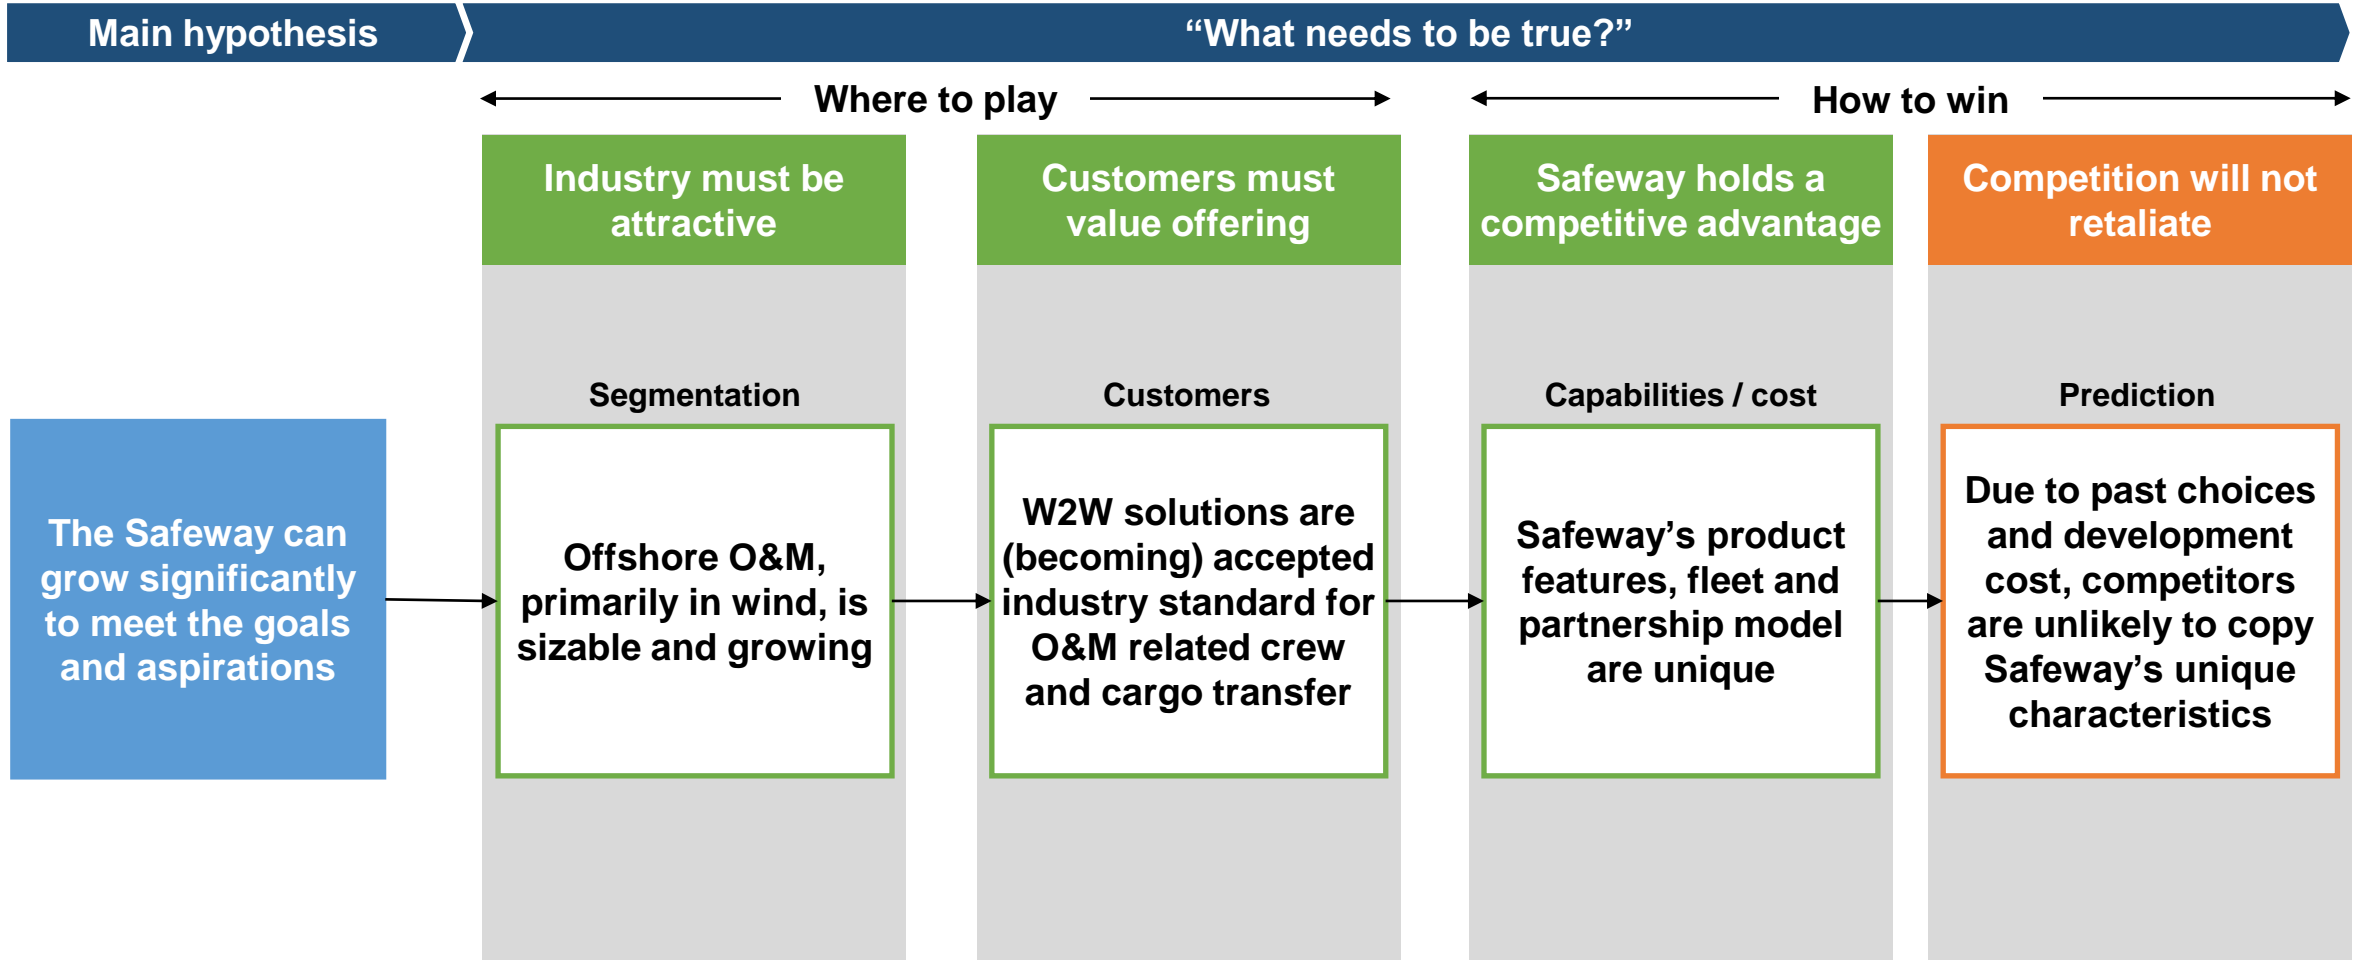 Main hypothesis
“What needs to be true?”
Where to play
How to win
Industry must be
attractive
Customers must
value offering
Safeway holds a
competitive advantage
Competition will not
retaliate
Segmentation
Customers
Capabilities / cost
Prediction
The Safeway can
grow significantly
to meet the goals
and aspirations
Offshore O&M,
primarily in wind, is
sizable and growing
W2W solutions are
(becoming) accepted
industry standard for
O&M related crew
and cargo transfer
Safeway’s product
features, fleet and
partnership model
are unique
Due to past choices
and development
cost, competitors
are unlikely to copy
Safeway’s unique
characteristics